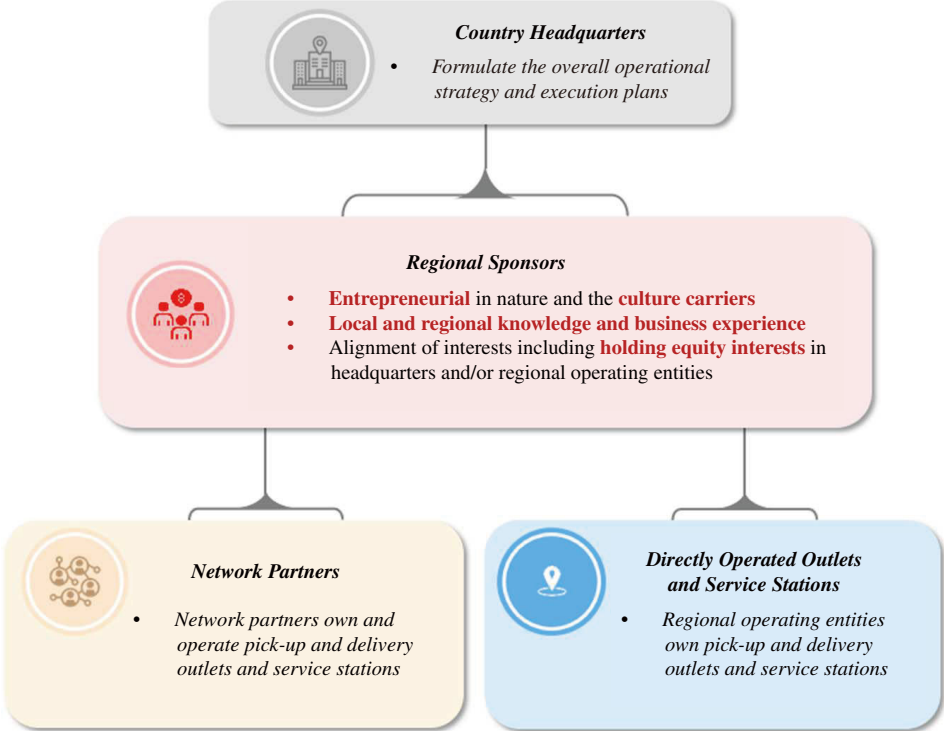 Country Headquarters
• Formulate the overall operational
strategy and execution plans
Regional Sponsors
• Entrepreneurial in nature and the culture carriers
• Local and regional knowledge and business experience
• Alignment of interests including holding equity interests in
headquarters and/or regional operating entities
Network Partners
• Network partners own and
operate pick-up and delivery
outlets and service stations
Directly Operated Outlets
and Service Stations
• Regional operating entities
own pick-up and delivery
outlets and service stations